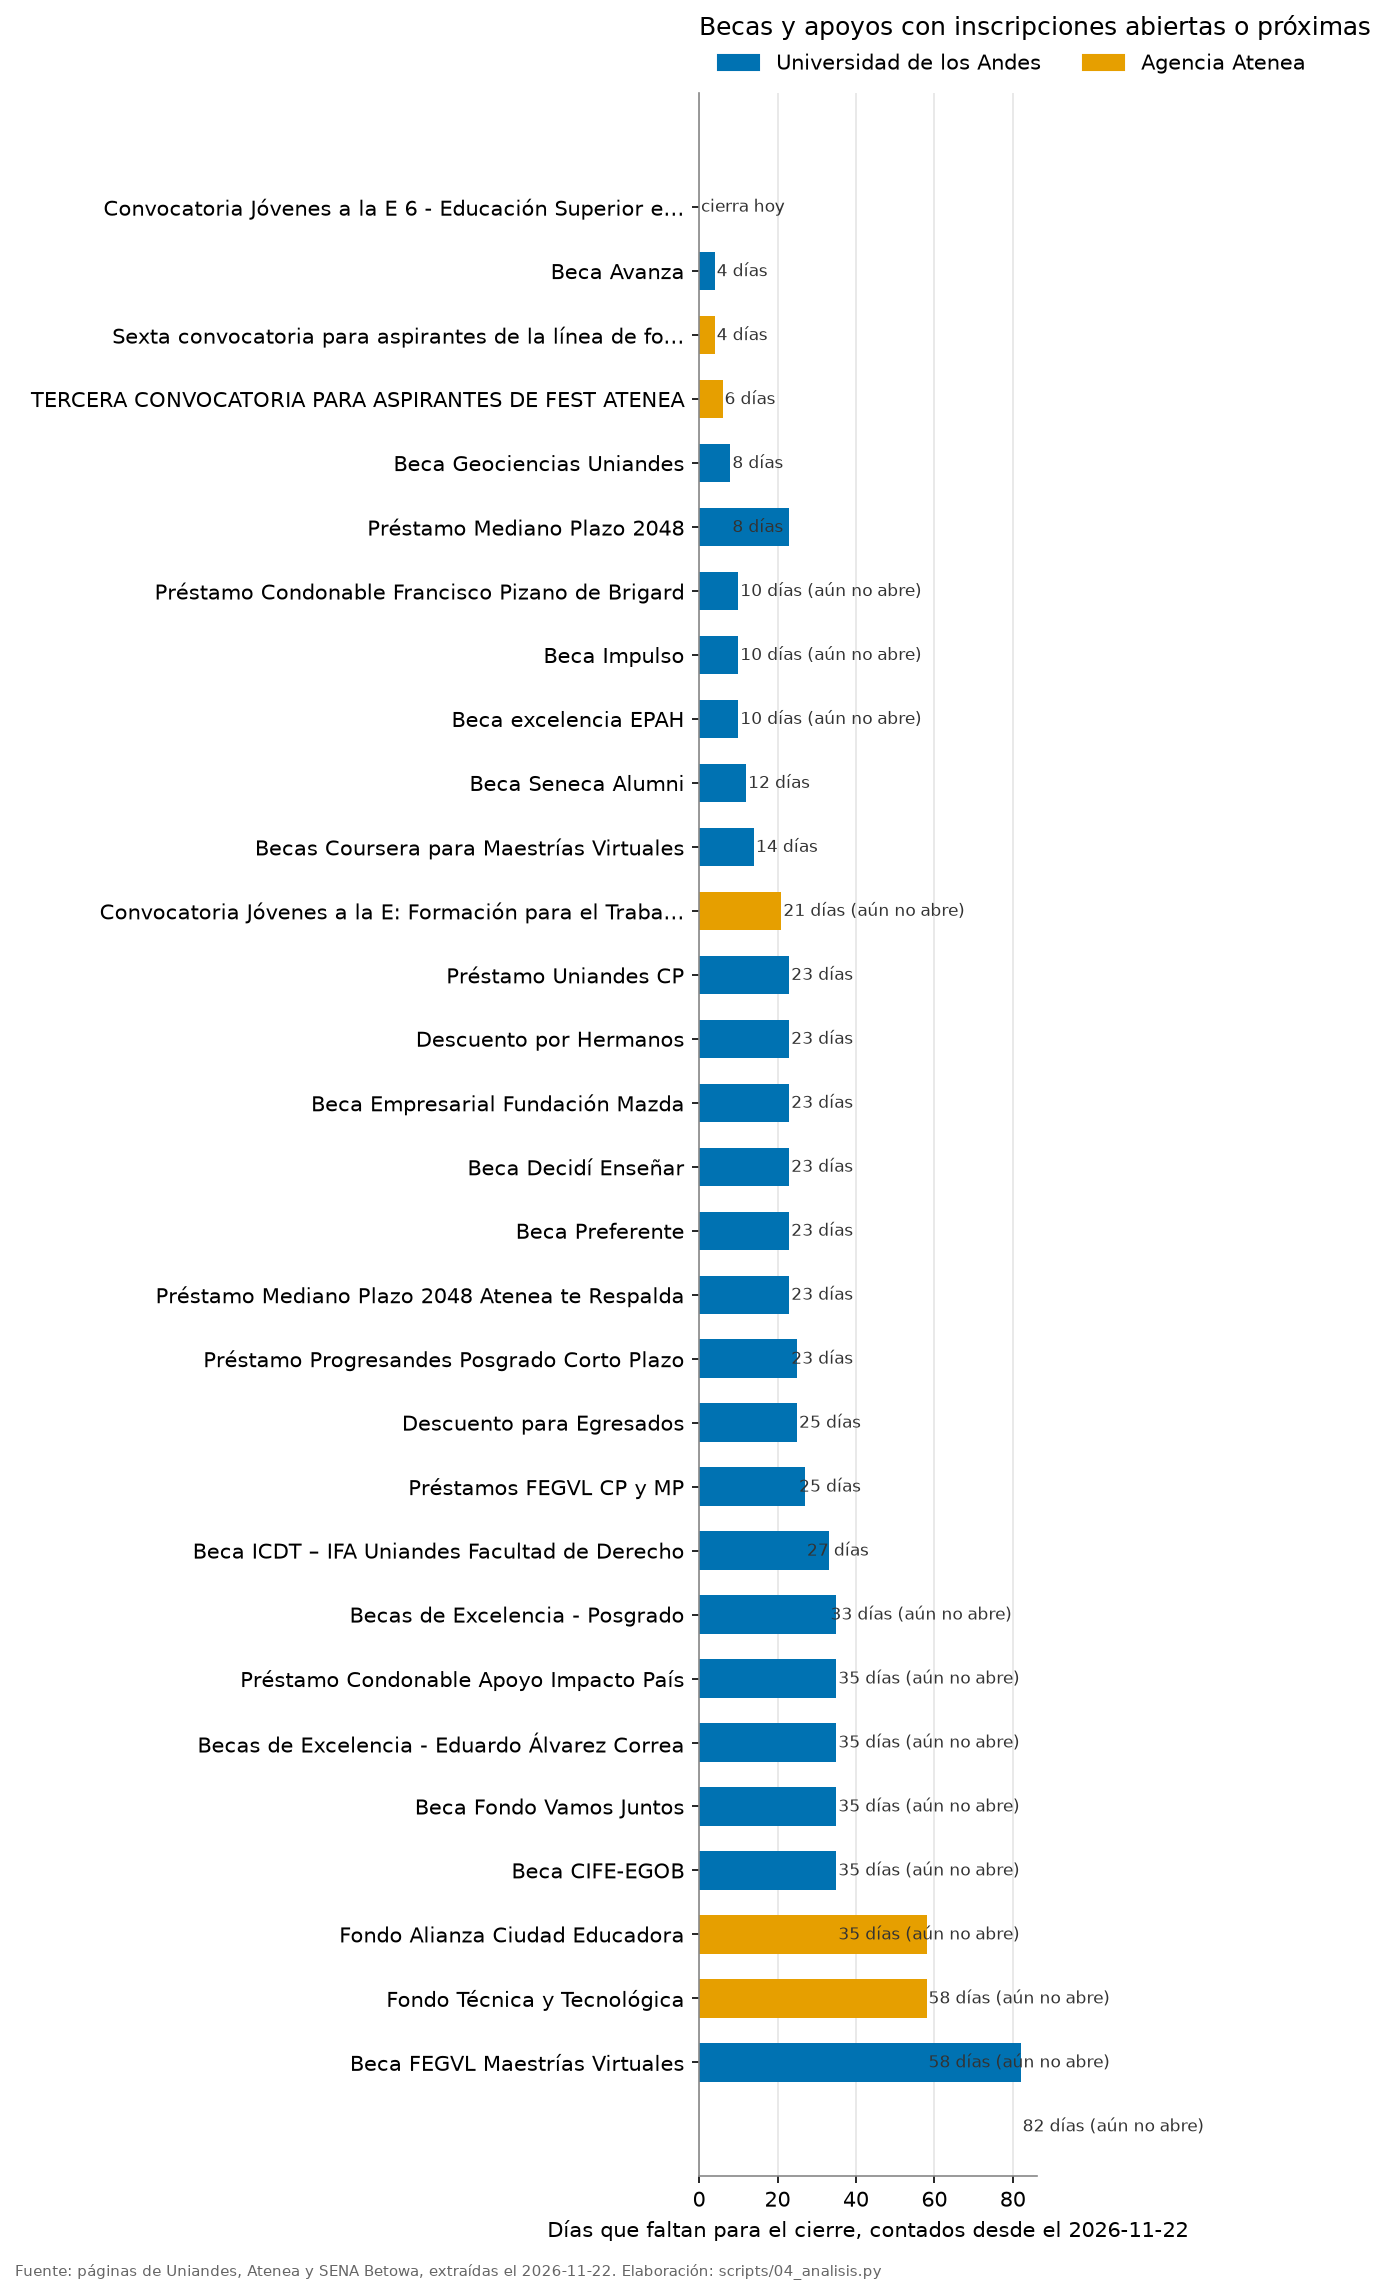 Becas y apoyos con inscripciones abiertas o próximas
Universidad de los Andes Agencia Atenea
Convocatoria Jóvenes a la E 6 - Educación Superior e… cierra hoy
Beca Avanza 4 días
Sexta convocatoria para aspirantes de la línea de fo… 4 días
TERCERA CONVOCATORIA PARA ASPIRANTES DE FEST ATENEA 6 días
Beca Geociencias Uniandes 8 días
Préstamo Mediano Plazo 2048 8 días
Préstamo Condonable Francisco Pizano de Brigard 10 días (aún no abre)
Beca Impulso 10 días (aún no abre)
Beca excelencia EPAH 10 días (aún no abre)
Beca Seneca Alumni 12 días
Becas Coursera para Maestrías Virtuales 14 días
Convocatoria Jóvenes a la E: Formación para el Traba… 21 días (aún no abre)
Préstamo Uniandes CP 23 días
Descuento por Hermanos 23 días
Beca Empresarial Fundación Mazda 23 días
Beca Decidí Enseñar 23 días
Beca Preferente 23 días
Préstamo Mediano Plazo 2048 Atenea te Respalda 23 días
Préstamo Progresandes Posgrado Corto Plazo 23 días
Descuento para Egresados 25 días
Préstamos FEGVL CP y MP 25 días
Beca ICDT – IFA Uniandes Facultad de Derecho 27 días
Becas de Excelencia - Posgrado 33 días (aún no abre)
Préstamo Condonable Apoyo Impacto País 35 días (aún no abre)
Becas de Excelencia - Eduardo Álvarez Correa 35 días (aún no abre)
Beca Fondo Vamos Juntos 35 días (aún no abre)
Beca CIFE-EGOB 35 días (aún no abre)
Fondo Alianza Ciudad Educadora 35 días (aún no abre)
Fondo Técnica y Tecnológica 58 días (aún no abre)
Beca FEGVL Maestrías Virtuales 58 días (aún no abre)
82 días (aún no abre)
0 20 40 60 80
Días que faltan para el cierre, contados desde el 2026-11-22
Fuente: páginas de Uniandes, Atenea y SENA Betowa, extraídas el 2026-11-22. Elaboración: scripts/04_analisis.py